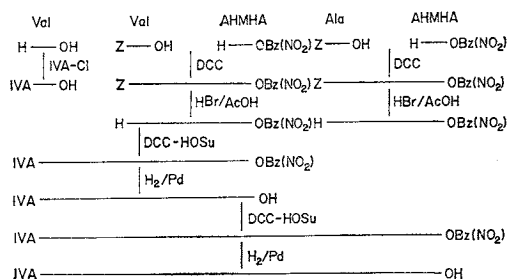 Val Val AHMHA Ala AHMHA
H OH Z OH H OBz(NO₂) Z OH H OBz(NO₂)
IVA-Cl DCC DCC
IVA OH Z OBz(NO₂) Z OBz(NO₂)
HBr/AcOH HBr/AcOH
H OBz(NO₂) H OBz(NO₂)
DCC-HOSu
IVA OBz(NO₂)
H₂/Pd
IVA OH
DCC-HOSu
IVA OBz(NO₂)
H₂/Pd
IVA OH